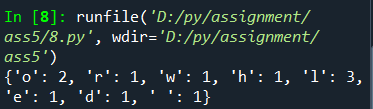 In [8]: runfile('D:/py/assignment/
ass5/8.py', wdir='D:/py/assignment/
ass5')
{'o': 2, 'r': 1, 'w': 1, 'h': 1, 'l': 3,
'e': 1, 'd': 1, ' ': 1}